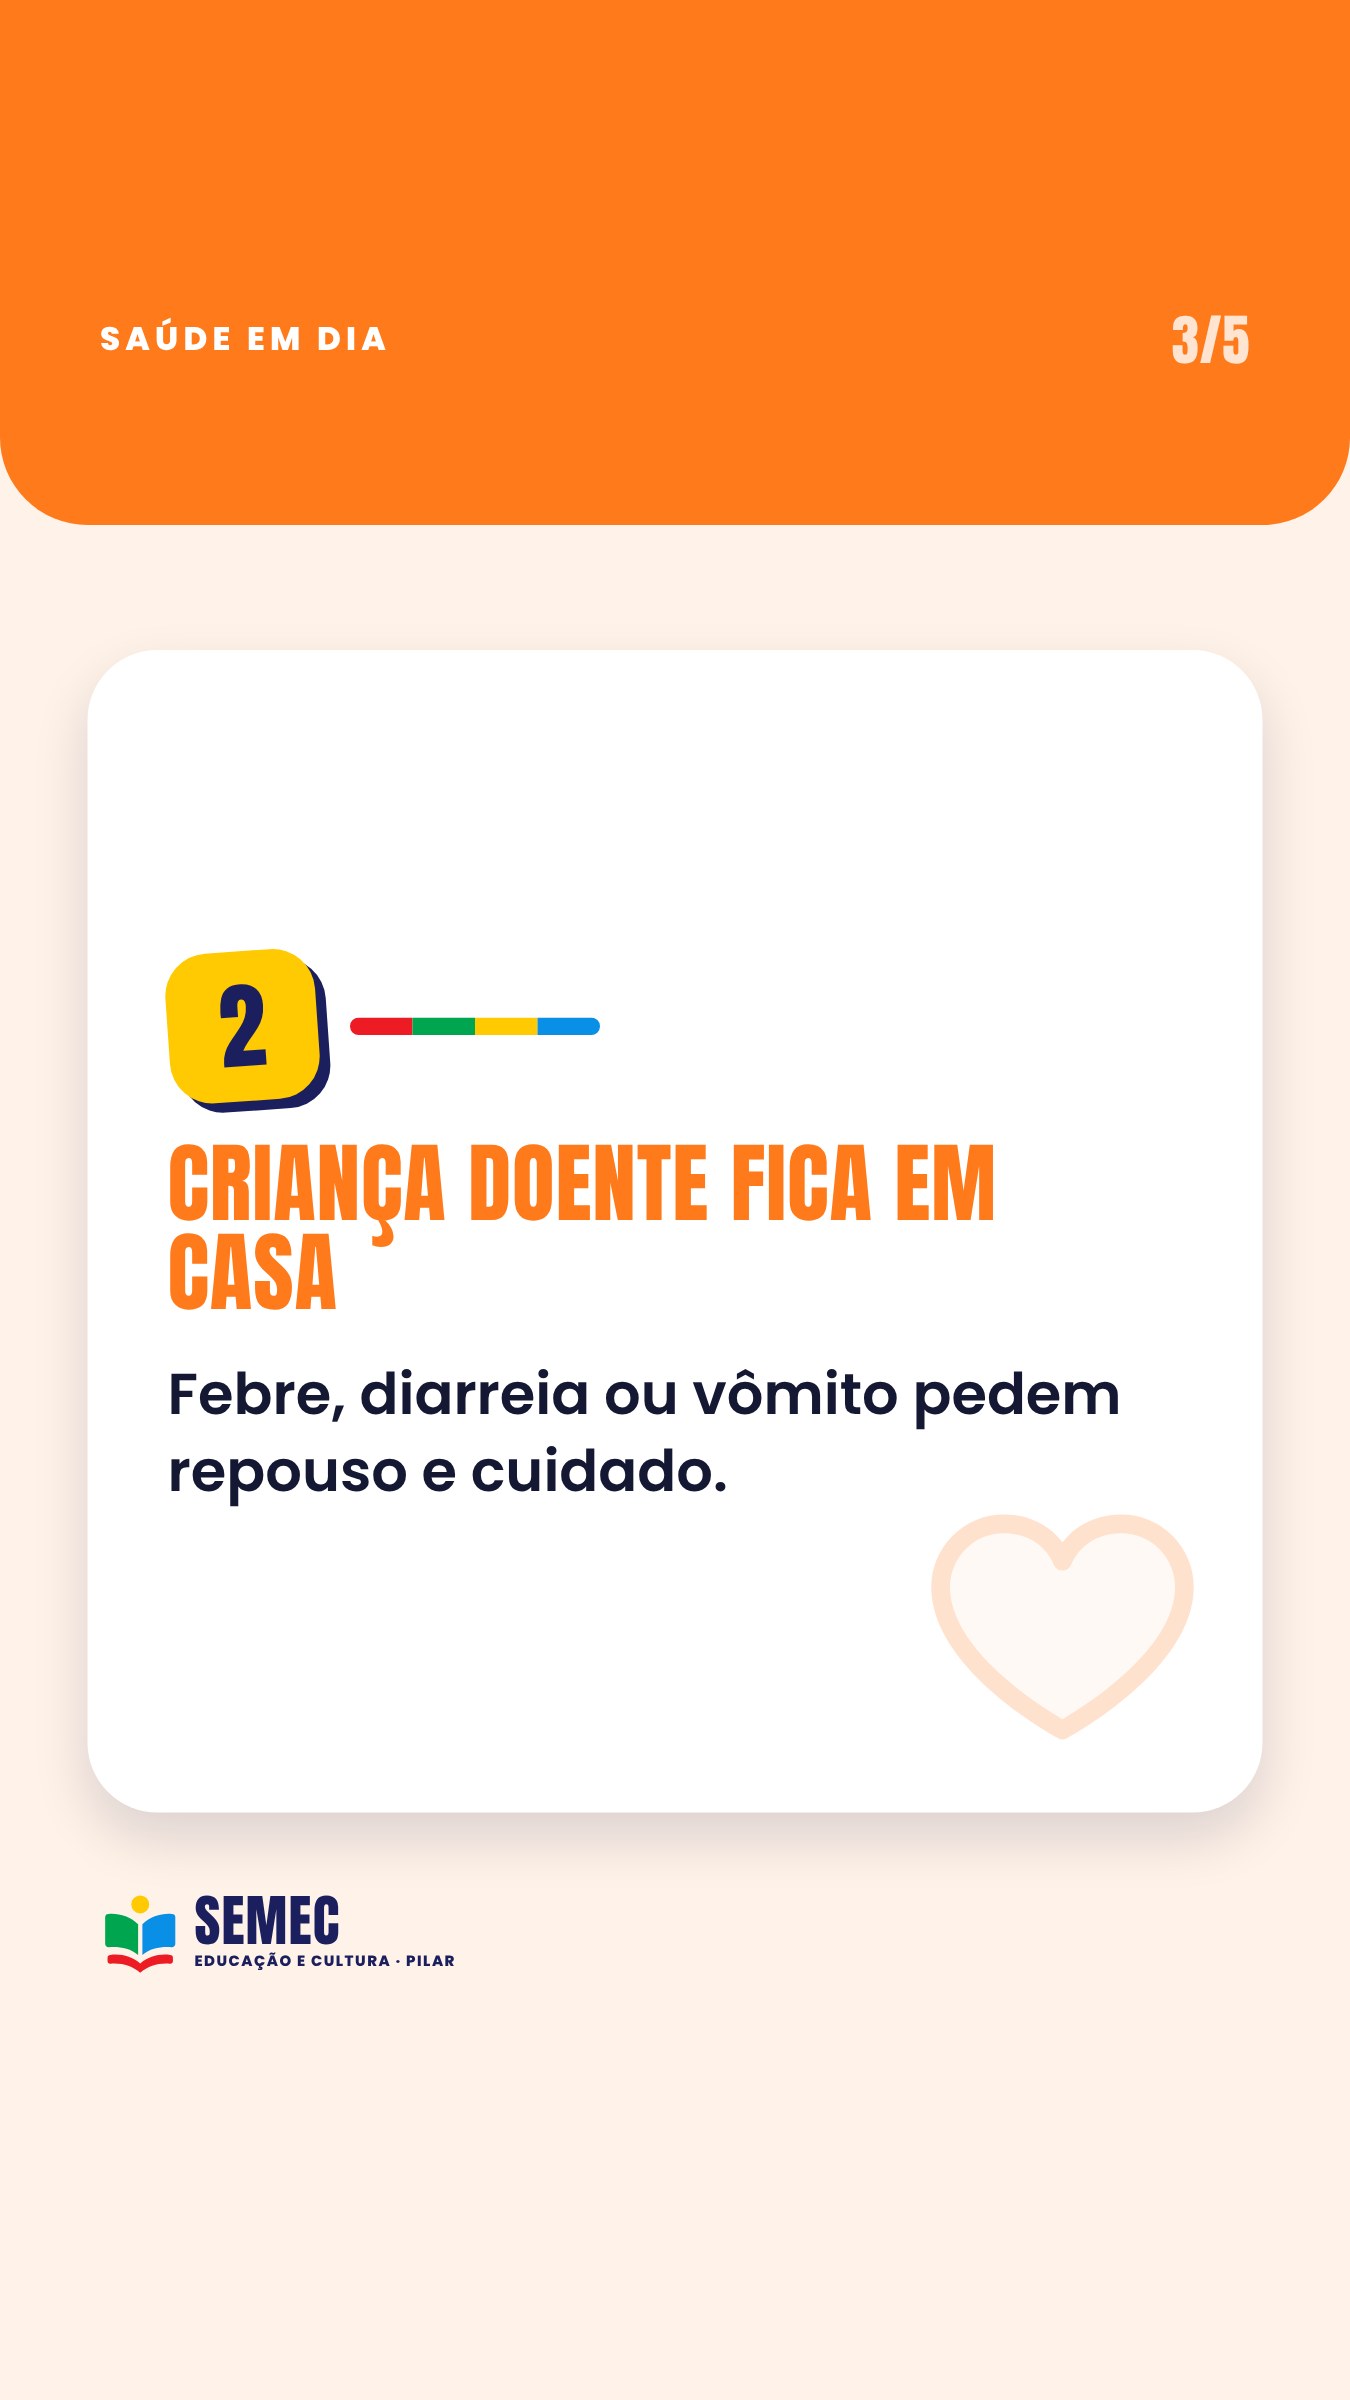 SAÚDE EM DIA
3/5
2
CRIANÇA DOENTE FICA EM
CASA
Febre, diarreia ou vômito pedem
repouso e cuidado.
SEMEC
EDUCAÇÃO E CULTURA · PILAR